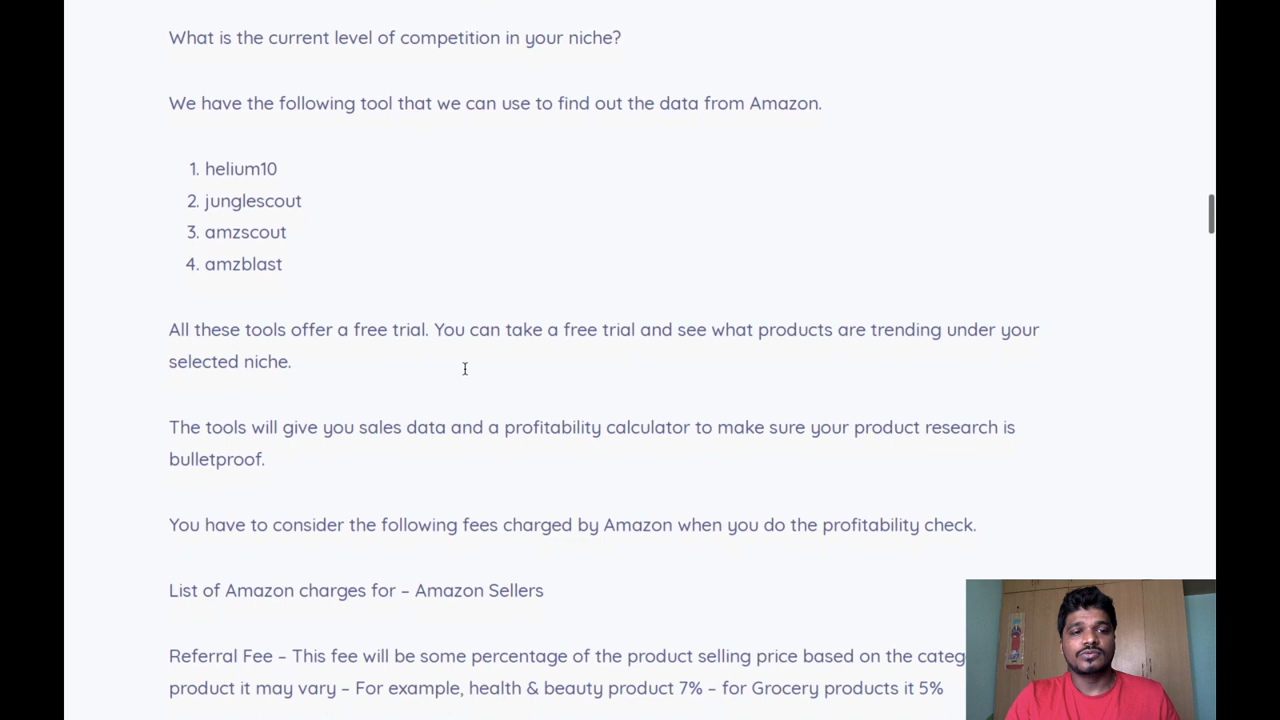 What is the current level of competition in your niche?
We have the following tool that we can use to find out the data from Amazon.
1. helium10
2. junglescout
3. amzscout
4. amzblast
All these tools offer a free trial. You can take a free trial and see what products are trending under your
selected niche.
The tools will give you sales data and a profitability calculator to make sure your product research is
bulletproof.
You have to consider the following fees charged by Amazon when you do the profitability check.
List of Amazon charges for – Amazon Sellers
Referral Fee – This fee will be some percentage of the product selling price based on the categ
product it may vary – For example, health & beauty product 7% – for Grocery products it 5%